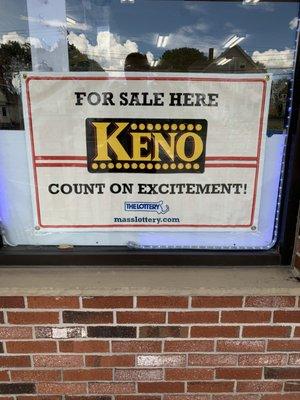 FOR SALE HERE
KENO
COUNT ON EXCITEMENT!
THE LOTTERY
masslottery.com